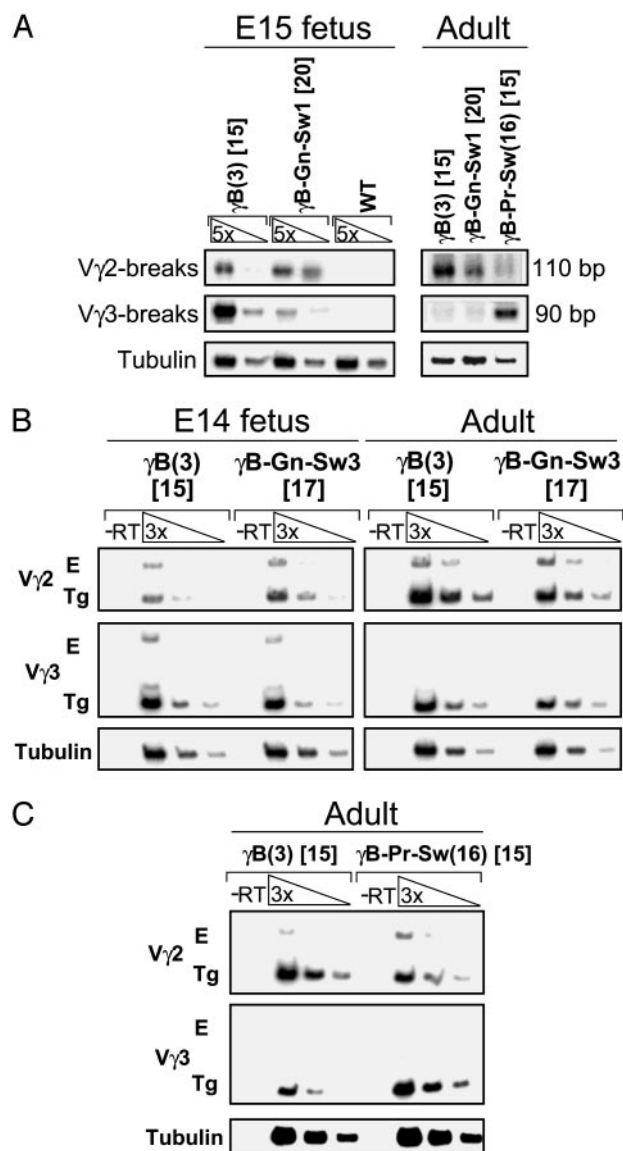 A
E15 fetus
Adult
γB(3) [15]
γB-Gn-Sw1 [20]
WT
γB(3) [15]
γB-Gn-Sw1 [20]
γB-Pr-Sw(16) [15]
5x 5x 5x
Vγ2-breaks 110 bp
Vγ3-breaks 90 bp
Tubulin
B
E14 fetus Adult
γB(3) [15] γB-Gn-Sw3 [17] γB(3) [15] γB-Gn-Sw3 [17]
-RT 3x -RT 3x -RT 3x -RT 3x
Vγ2 E
Tg
Vγ3 E
Tg
Tubulin
C
Adult
γB(3) [15] γB-Pr-Sw(16) [15]
-RT 3x -RT 3x
Vγ2 E
Tg
Vγ3 E
Tg
Tubulin